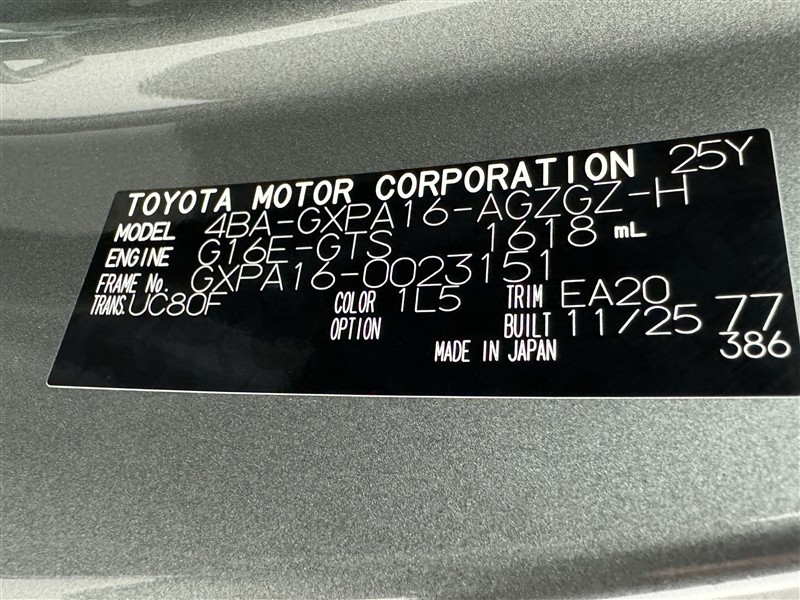 TOYOTA MOTOR CORPORATION 25Y
MODEL 4BA-GXPA16-AGZGZ-H
ENGINE G16E-GTS 1618 mL
FRAME No. GXPA16-0023151
TRANS. UC80F COLOR 1L5 TRIM EA20
OPTION BUILT 11/25 77
MADE IN JAPAN 386